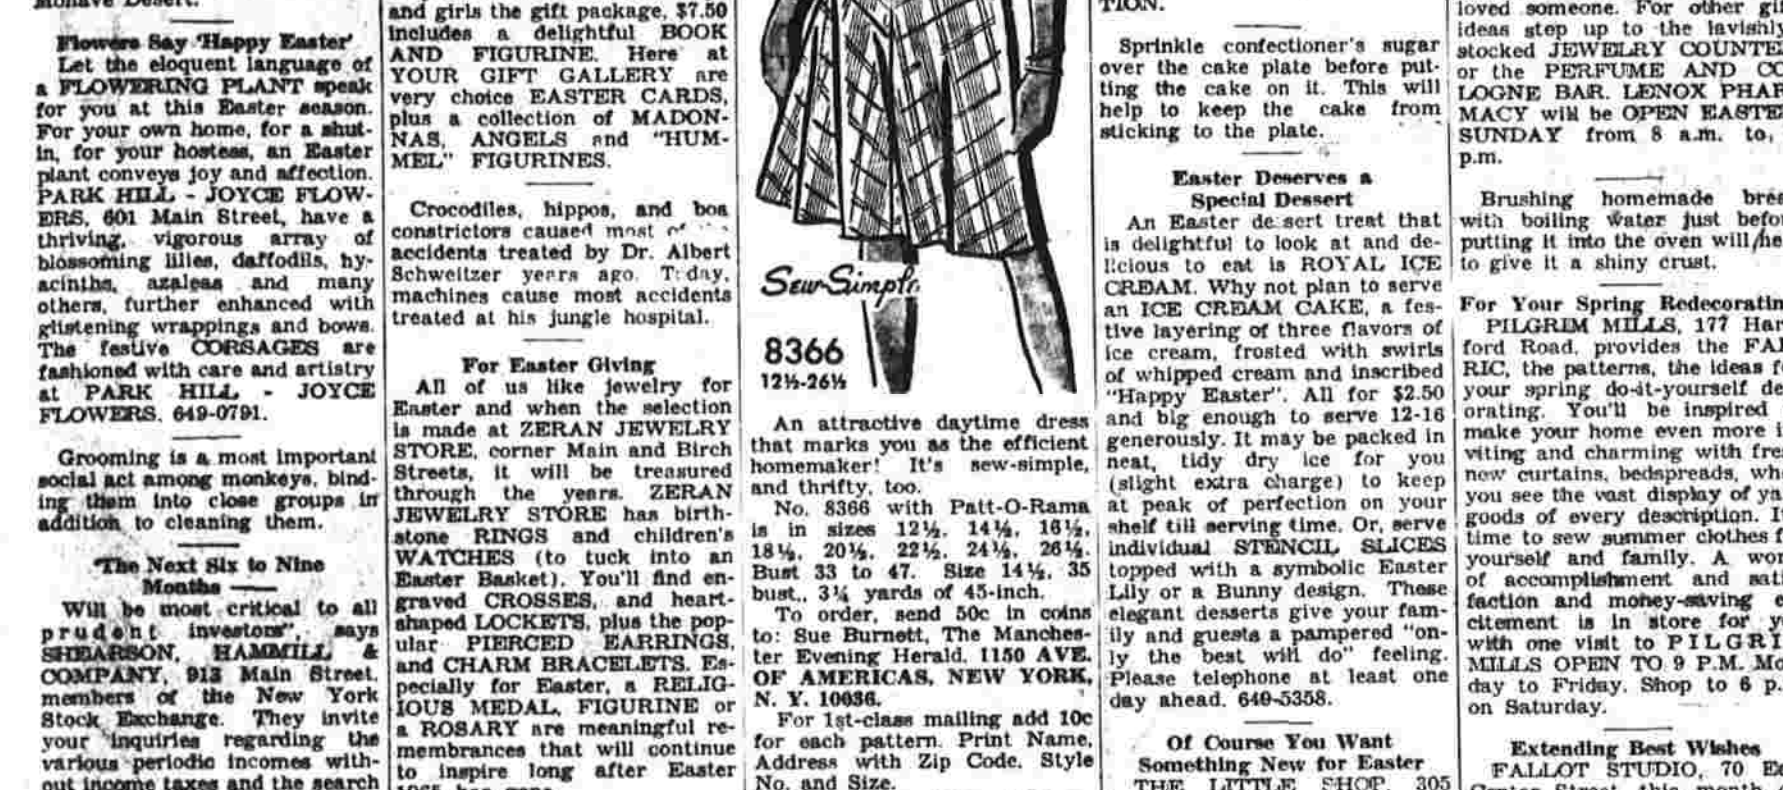 Mohave Desert.
Flowers Say 'Happy Easter'
Let the eloquent language of
a FLOWERING PLANT speak
for you at this Easter season.
For your own home, for a shut-
in, for your hostess, an Easter
plant conveys joy and affection.
PARK HILL - JOYCE FLOW-
ERS, 601 Main Street, have a
thriving, vigorous array of
blossoming lilies, daffodils, hy-
acinths, azaleas and many
others, further enhanced with
glistening wrappings and bows.
The festive CORSAGES are
fashioned with care and artistry
at PARK HILL - JOYCE
FLOWERS. 649-0791.
Grooming is a most important
social act among monkeys, bind-
ing them into close groups in
addition to cleaning them.
"The Next Six to Nine
Months —
Will be most critical to all
prudent investors", says
SHEARSON, HAMMILL &
COMPANY, 913 Main Street,
members of the New York
Stock Exchange. They invite
your inquiries regarding the
various periodic incomes with-
out income taxes and the search
and girls the gift package, $7.50
includes a delightful BOOK
AND FIGURINE. Here at
YOUR GIFT GALLERY are
very choice EASTER CARDS,
plus a collection of MADON-
NAS, ANGELS and "HUM-
MEL" FIGURINES.
Crocodiles, hippos, and boa
constrictors caused most of
accidents treated by Dr. Albert
Schweitzer years ago. Today,
machines cause most accidents
treated at his jungle hospital.
For Easter Giving
All of us like jewelry for
Easter and when the selection
is made at ZERAN JEWELRY
STORE, corner Main and Birch
Streets, it will be treasured
through the years. ZERAN
JEWELRY STORE has birth-
stone RINGS and children's
WATCHES (to tuck into an
Easter Basket). You'll find en-
graved CROSSES, and heart-
shaped LOCKETS, plus the pop-
ular PIERCED EARRINGS,
and CHARM BRACELETS. Es-
pecially for Easter, a RELIG-
IOUS MEDAL, FIGURINE or
a ROSARY are meaningful re-
membrances that will continue
to inspire long after Easter
Sew-Simple
8366
12½-26½
An attractive daytime dress
that marks you as the efficient
homemaker! It's sew-simple,
and thrifty, too.
No. 8366 with Patt-O-Rama
is in sizes 12½, 14½, 16½,
18½, 20½, 22½, 24½, 26½.
Bust 33 to 47. Size 14½, 35
bust., 3¼ yards of 45-inch.
To order, send 50c in coins
to: Sue Burnett, The Manches-
ter Evening Herald, 1150 AVE.
OF AMERICAS, NEW YORK,
N. Y. 10036.
For 1st-class mailing add 10c
for each pattern. Print Name,
Address with Zip Code, Style
No. and Size.
TION.
Sprinkle confectioner's sugar
over the cake plate before put-
ting the cake on it. This will
help to keep the cake from
sticking to the plate.
Easter Deserves a
Special Dessert
An Easter dessert treat that
is delightful to look at and de-
licious to eat is ROYAL ICE
CREAM. Why not plan to serve
an ICE CREAM CAKE, a fes-
tive layering of three flavors of
ice cream, frosted with swirls
of whipped cream and inscribed
"Happy Easter". All for $2.50
and big enough to serve 12-16
generously. It may be packed in
neat, tidy dry ice for you
(slight extra charge) to keep
at peak of perfection on your
shelf till serving time. Or, serve
individual STENCIL SLICES
topped with a symbolic Easter
Lily or a Bunny design. These
elegant desserts give your fam-
ily and guests a pampered "on-
ly the best will do" feeling.
Please telephone at least one
day ahead. 649-5358.
Of Course You Want
Something New for Easter
THE LITTLE SHOP, 305
loved someone. For other gif
ideas step up to the lavishly
stocked JEWELRY COUNTE
or the PERFUME AND CO
LOGNE BAR. LENOX PHAR
MACY will be OPEN EASTE
SUNDAY from 8 a.m. to
p.m.
Brushing homemade brea
with boiling water just befo
putting it into the oven will he
to give it a shiny crust.
For Your Spring Redecoratin
PILGRIM MILLS, 177 Har
ford Road, provides the FA
RIC, the patterns, the ideas f
your spring do-it-yourself de
orating. You'll be inspired
make your home even more i
viting and charming with fre
new curtains, bedspreads, wh
you see the vast display of ya
goods of every description. I
time to sew summer clothes f
yourself and family. A wor
of accomplishment and sati
faction and money-saving e
citement is in store for y
with one visit to PILGRI
MILLS OPEN TO 9 P.M. Mo
day to Friday. Shop to 6 p.
on Saturday.
Extending Best Wishes
FALLOT STUDIO, 70 Ea
Center Street, this month